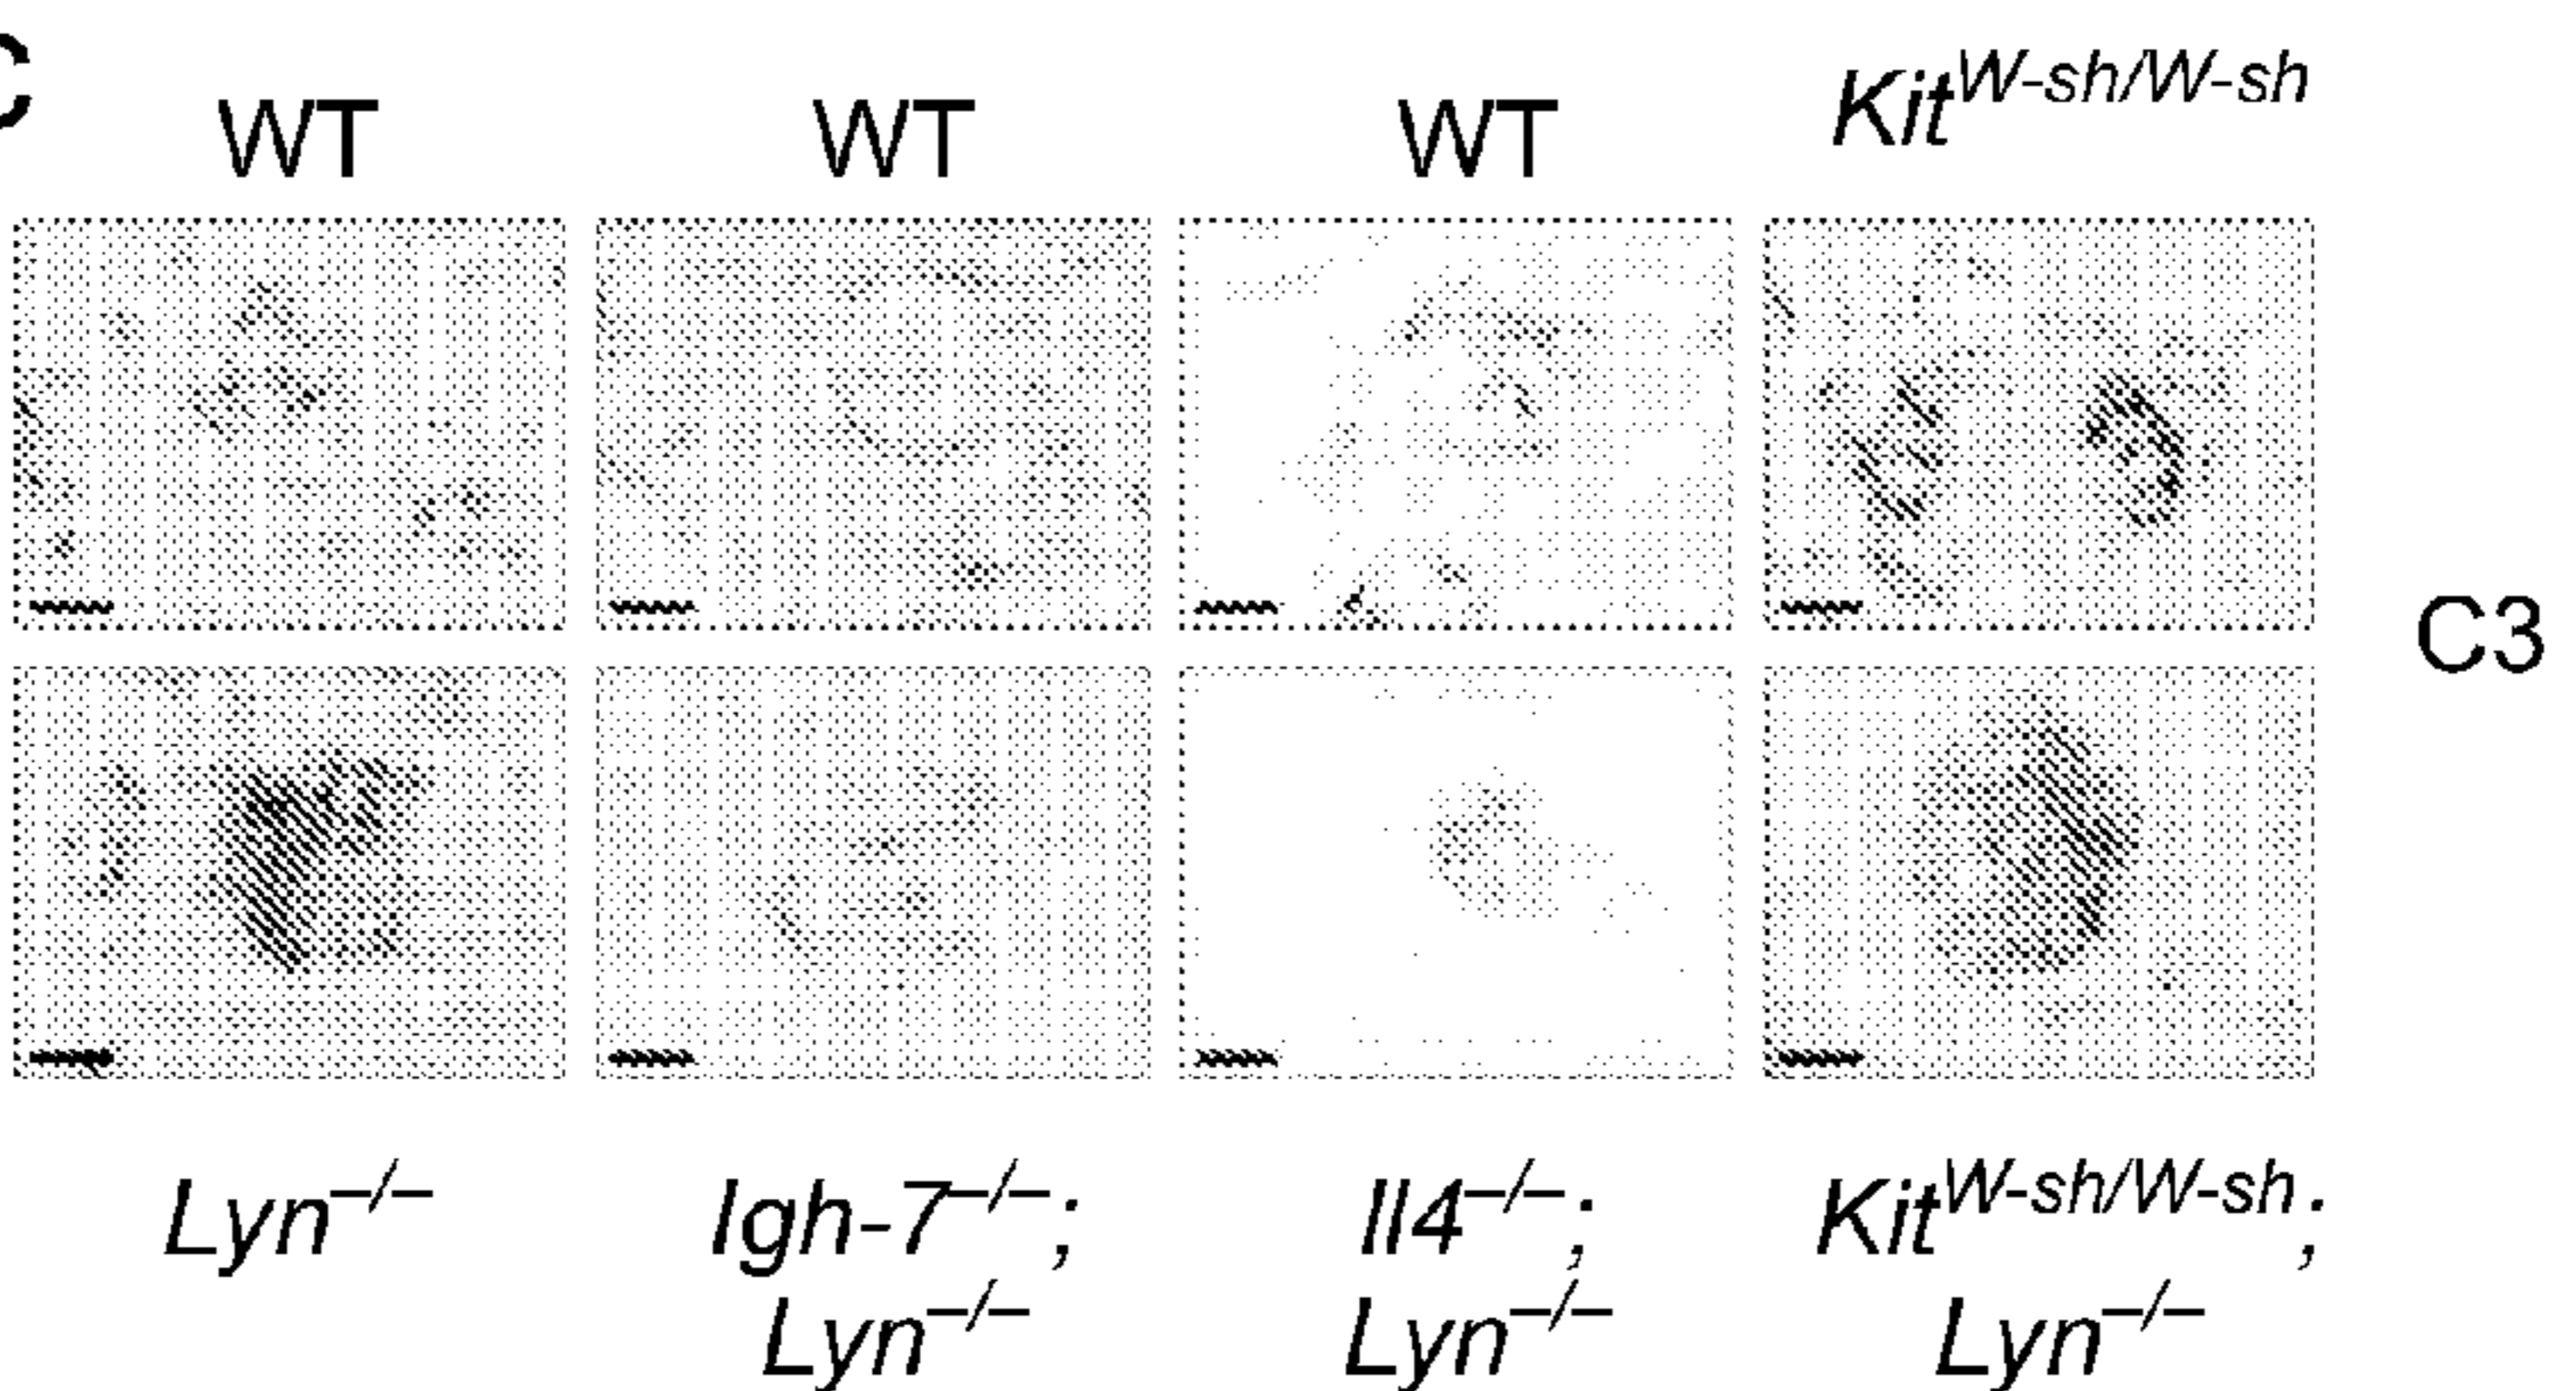 C
WT WT WT Kit^W-sh/W-sh
C3
Lyn–/– Igh-7–/–; Il4–/–; Kit^W-sh/W-sh;
Lyn–/– Lyn–/– Lyn–/–